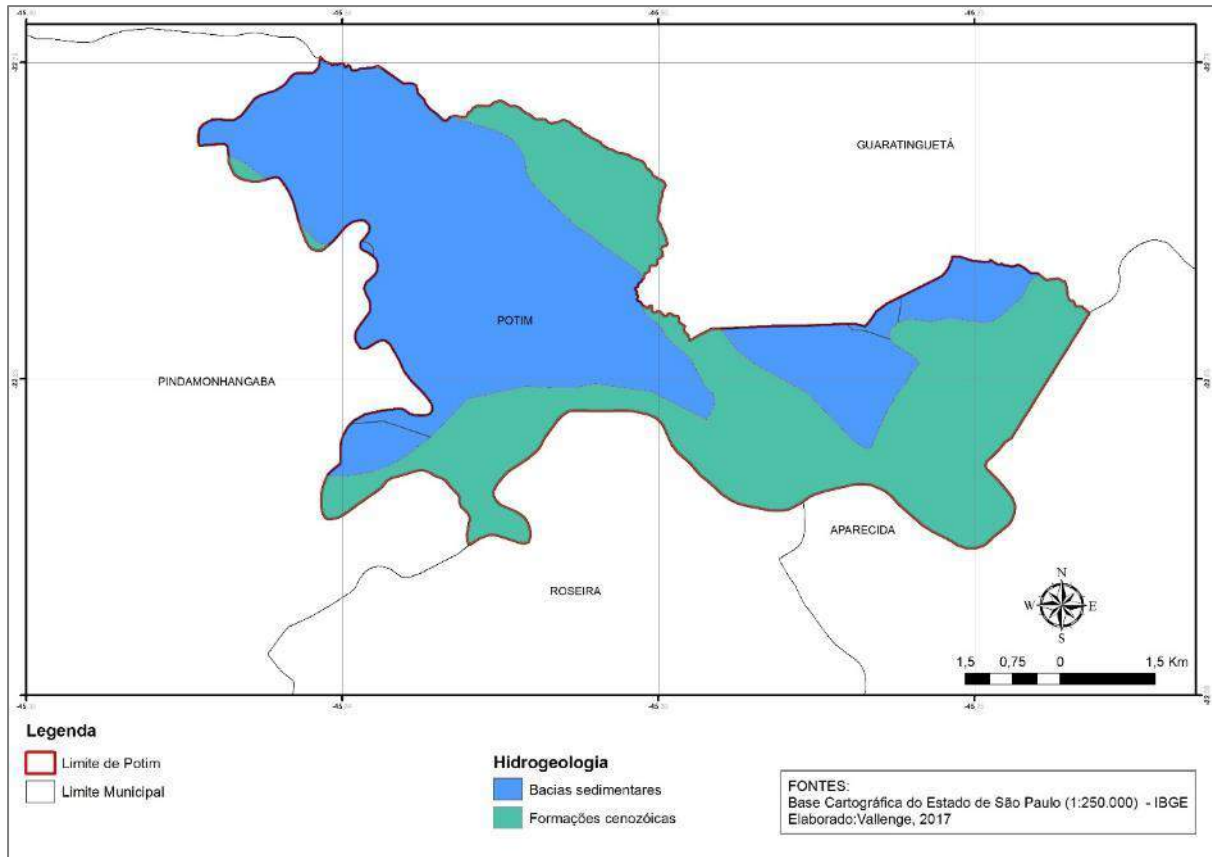 GUARATINGUETÁ
POTIM
PINDAMONHANGABA
APARECIDA
ROSEIRA
N
W E
S
1,5 0,75 0 1,5 Km
Legenda
Limite de Potim
Limite Municipal
Hidrogeologia
Bacias sedimentares
Formações cenozóicas
FONTES:
Base Cartográfica do Estado de São Paulo (1:250.000) - IBGE
Elaborado:Vallenge, 2017